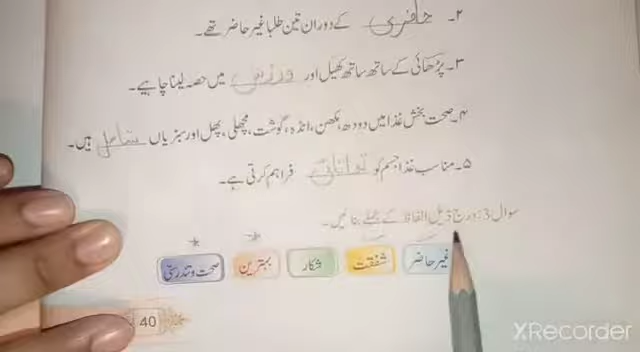 ۲۔ حاضری کے دوران تین طلبا غیر حاضر تھے۔
۳۔ پڑھائی کے ساتھ ساتھ کھیل اور ورزش میں حصہ لینا چاہیے۔
۴۔ صحت بخش غذا میں دودھ، مکھن، انڈہ، گوشت، مچھلی، پھل اور سبزیاں شامل ہیں۔
۵۔ مناسب غذا جسم کو توانائی فراہم کرتی ہے۔
سوال 3: درج ذیل الفاظ کے جملے بنائیں۔
غیر حاضر شفقت شکار بہترین صحت و تندرستی
40
XRecorder